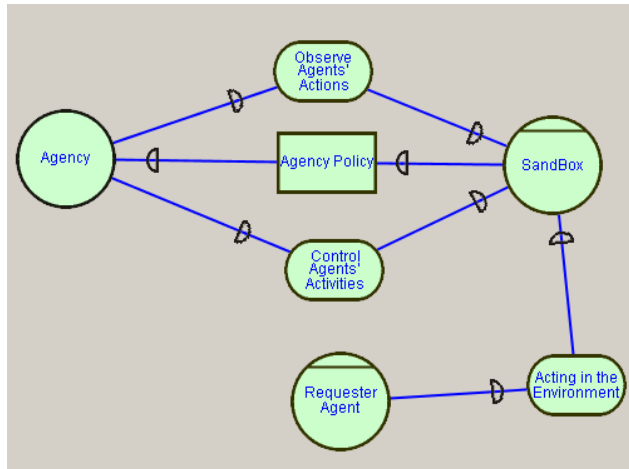 Observe
Agents'
Actions
Agency
Agency Policy
SandBox
Control
Agents'
Activities
Requester
Agent
Acting in the
Environment